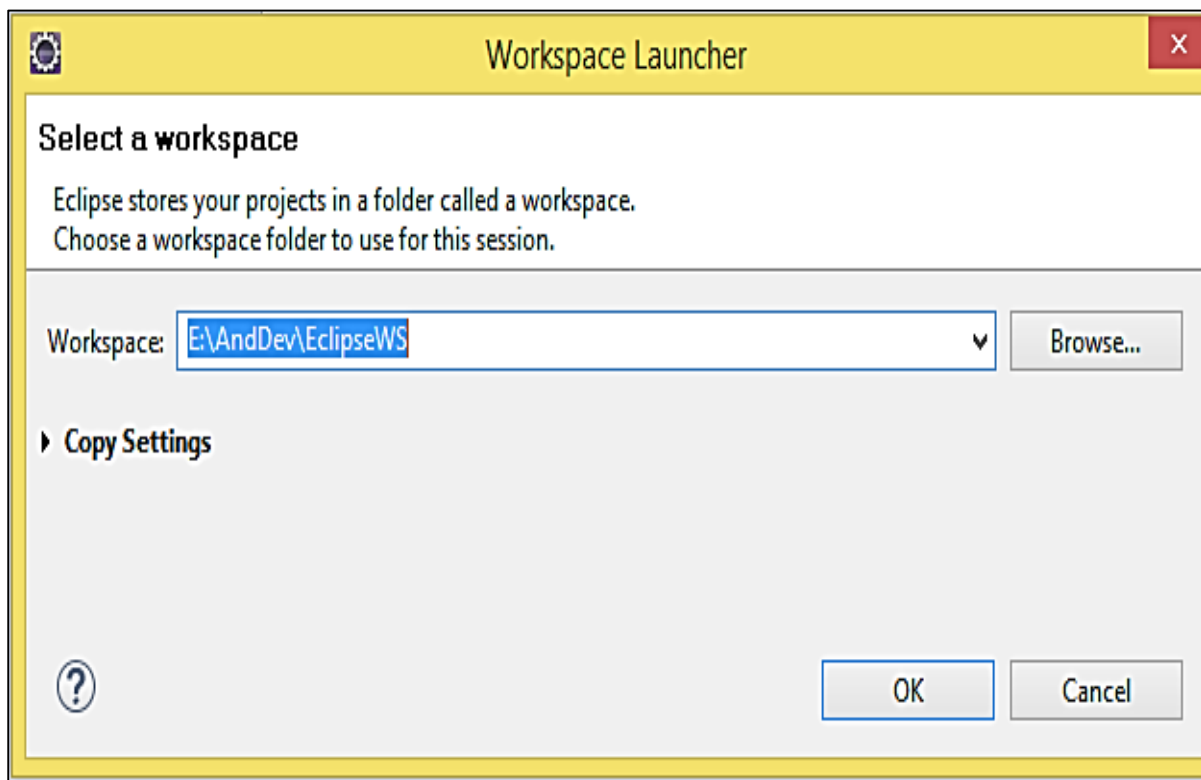 Workspace Launcher
x
Select a workspace
Eclipse stores your projects in a folder called a workspace.
Choose a workspace folder to use for this session.
Workspace: E:\AndDev\EclipseWS Browse...
Copy Settings
?
OK Cancel